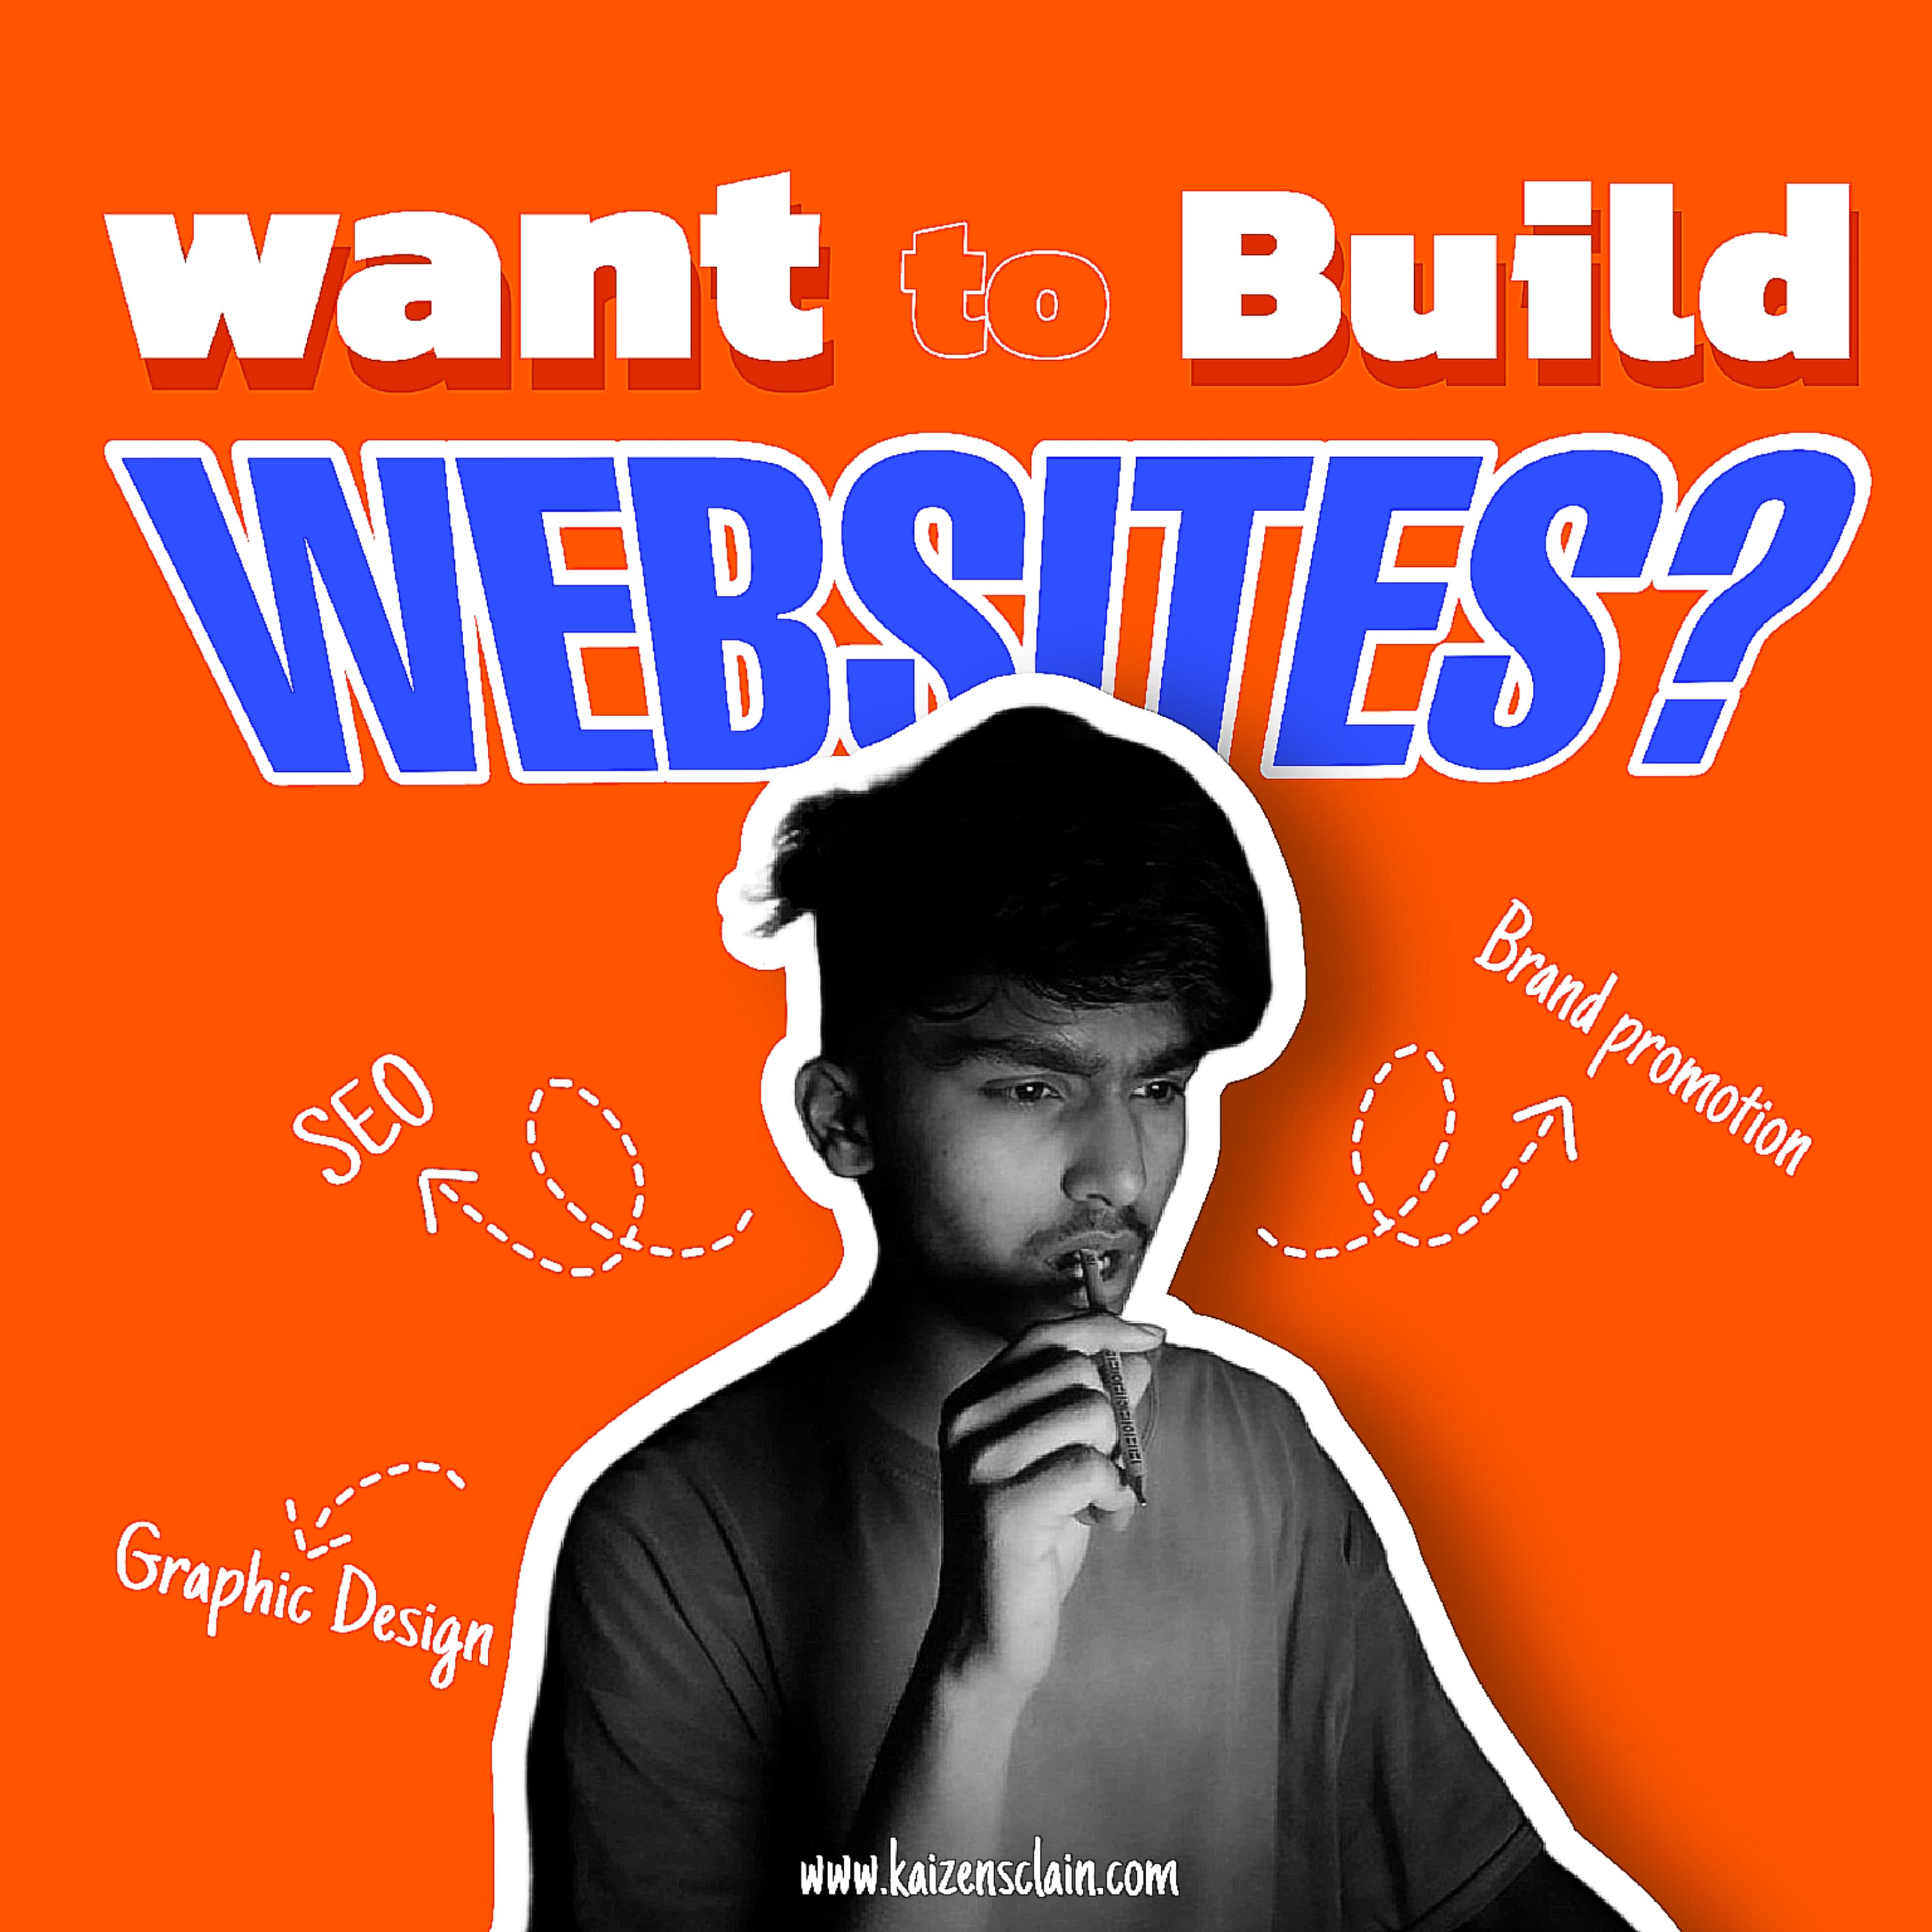 want to Build
WEBSITES?
Brand promotion
SEO
Graphic Design
www.kaizensclain.com